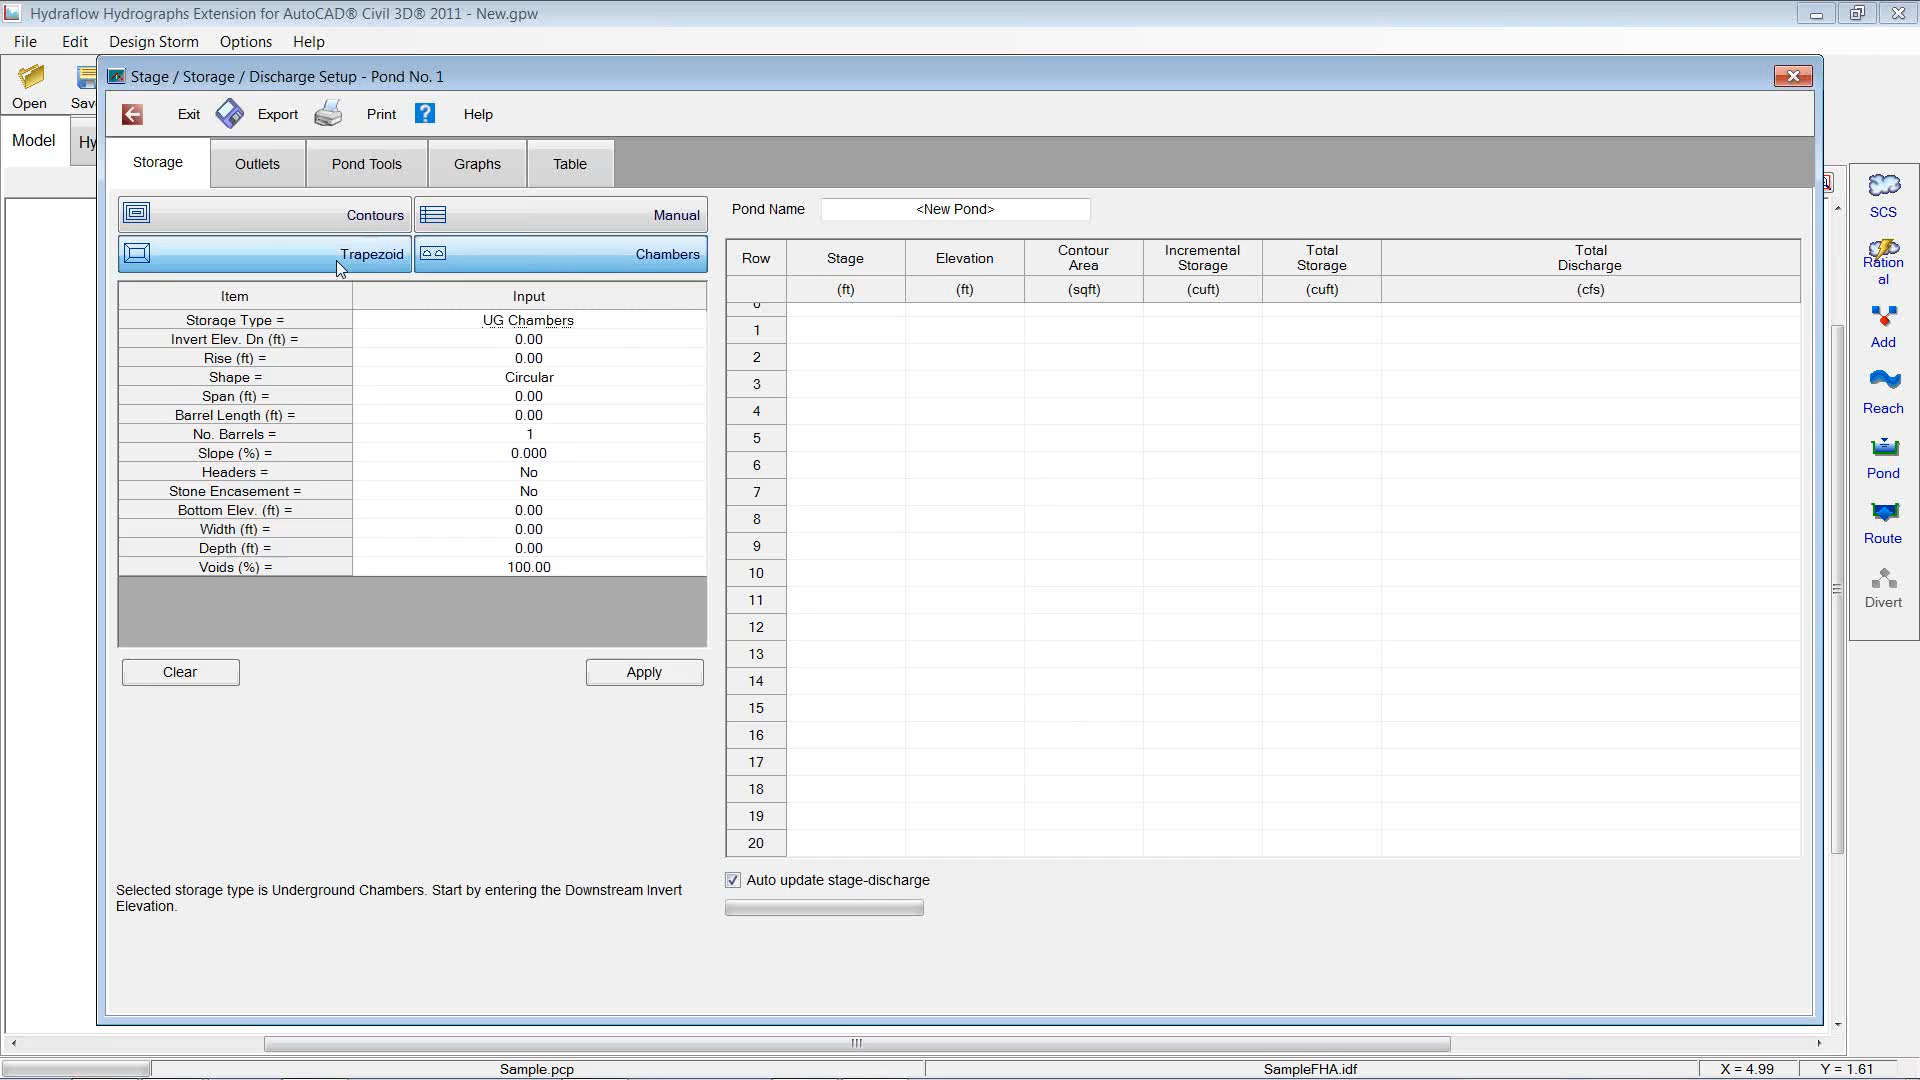 Hydraflow Hydrographs Extension for AutoCAD® Civil 3D® 2011 - New.gpw
File Edit Design Storm Options Help
Stage / Storage / Discharge Setup - Pond No. 1
Open
Exit Export Print Help
Model
Storage Outlets Pond Tools Graphs Table
Contours Manual
Trapezoid Chambers
Pond Name <New Pond>
Item Input
Storage Type = UG Chambers
Invert Elev. Dn (ft) = 0.00
Rise (ft) = 0.00
Shape = Circular
Span (ft) = 0.00
Barrel Length (ft) = 0.00
No. Barrels = 1
Slope (%) = 0.000
Headers = No
Stone Encasement = No
Bottom Elev. (ft) = 0.00
Width (ft) = 0.00
Depth (ft) = 0.00
Voids (%) = 100.00
Clear Apply
Selected storage type is Underground Chambers. Start by entering the Downstream Invert
Elevation.
Row Stage Elevation Contour Area Incremental Storage Total Storage Total Discharge
(ft) (ft) (sqft) (cuft) (cuft) (cfs)
0
1
2
3
4
5
6
7
8
9
10
11
12
13
14
15
16
17
18
19
20
Auto update stage-discharge
SCS
Ration
al
Add
Reach
Pond
Route
Divert
Sample.pcp SampleFHA.idf X = 4.99 Y = 1.61